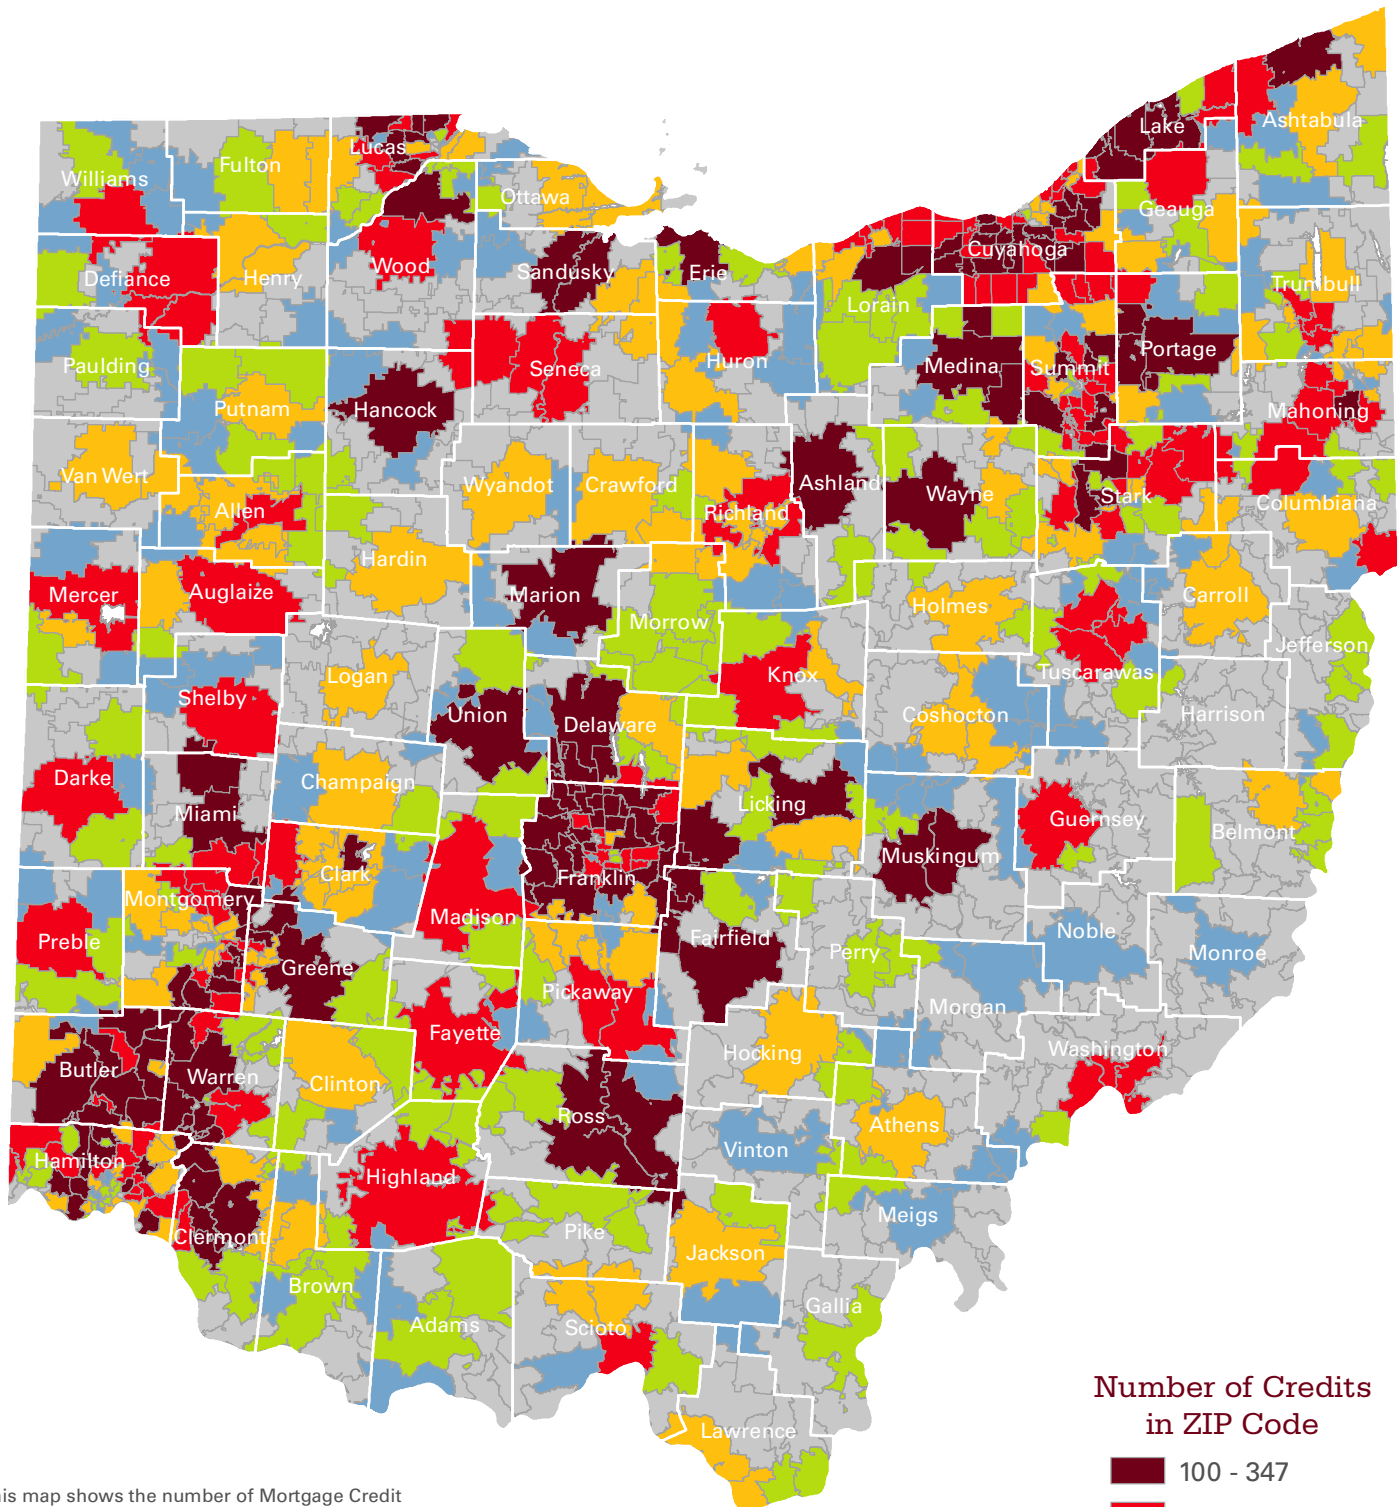 Lake
Ashtabula
Lucas
Fulton
Williams
Ottawa
Geauga
Cuyahoga
Defiance
Henry
Wood
Sandusky
Erie
Lorain
Trumbull
Paulding
Seneca
Huron
Medina
Summit
Portage
Putnam
Hancock
Mahoning
Van Wert
Allen
Wyandot
Crawford
Richland
Ashland
Wayne
Stark
Columbiana
Hardin
Mercer
Auglaize
Marion
Morrow
Holmes
Carroll
Jefferson
Logan
Knox
Tuscarawas
Shelby
Union
Delaware
Coshocton
Harrison
Darke
Champaign
Miami
Licking
Guernsey
Belmont
Muskingum
Clark
Franklin
Montgomery
Madison
Preble
Greene
Fairfield
Perry
Noble
Monroe
Pickaway
Morgan
Fayette
Hocking
Washington
Butler
Warren
Clinton
Ross
Athens
Vinton
Hamilton
Highland
Meigs
Clermont
Pike
Jackson
Brown
Adams
Scioto
Gallia
Lawrence
Number of Credits
in ZIP Code
100 - 347
his map shows the number of Mortgage Credit